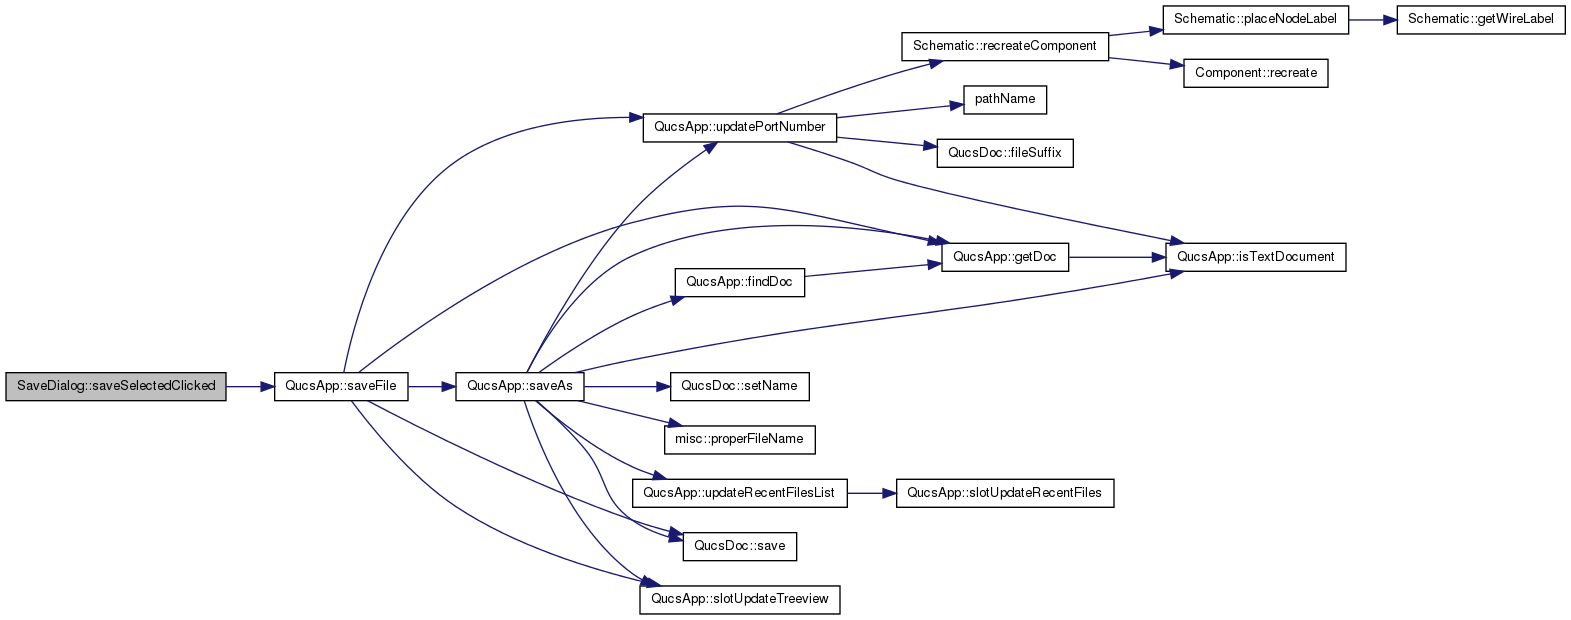 Schematic::placeNodeLabel
Schematic::getWireLabel
Schematic::recreateComponent
Component::recreate
pathName
QucsApp::updatePortNumber
QucsDoc::fileSuffix
QucsApp::getDoc
QucsApp::isTextDocument
QucsApp::findDoc
SaveDialog::saveSelectedClicked
QucsApp::saveFile
QucsApp::saveAs
QucsDoc::setName
misc::properFileName
QucsApp::updateRecentFilesList
QucsApp::slotUpdateRecentFiles
QucsDoc::save
QucsApp::slotUpdateTreeview